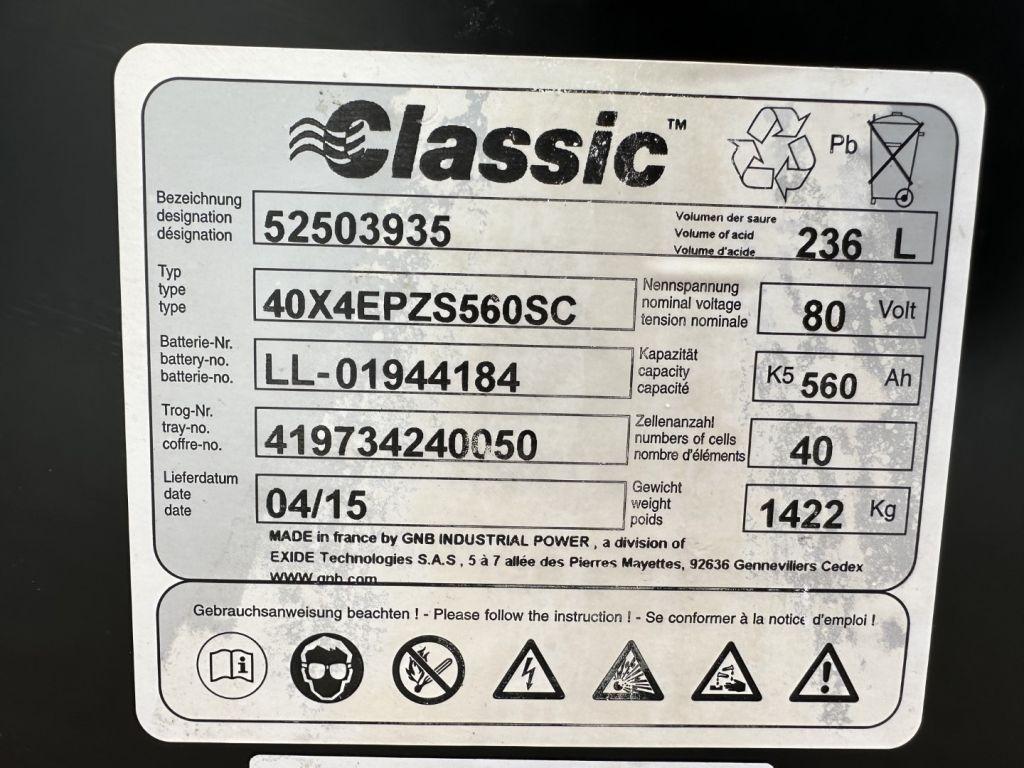 Classic™
Pb
Bezeichnung
designation
désignation
52503935
Volumen der saure
Volume of acid
Volume d'acide
236 L
Typ
type
type
40X4EPZS560SC
Nennspannung
nominal voltage
tension nominale
80 Volt
Batterie-Nr.
battery-no.
batterie-no.
LL-01944184
Kapazität
capacity
capacité
K5 560 Ah
Trog-Nr.
tray-no.
coffre-no.
419734240050
Zellenanzahl
numbers of cells
nombre d'éléments
40
Lieferdatum
date
date
04/15
Gewicht
weight
poids
1422 Kg
MADE in france by GNB INDUSTRIAL POWER , a division of
EXIDE Technologies S.A.S , 5 à 7 allée des Pierres Mayettes, 92636 Gennevilliers Cedex
WWW.gnb.com
Gebrauchsanweisung beachten ! - Please follow the instruction ! - Se conformer à la notice d'emploi !